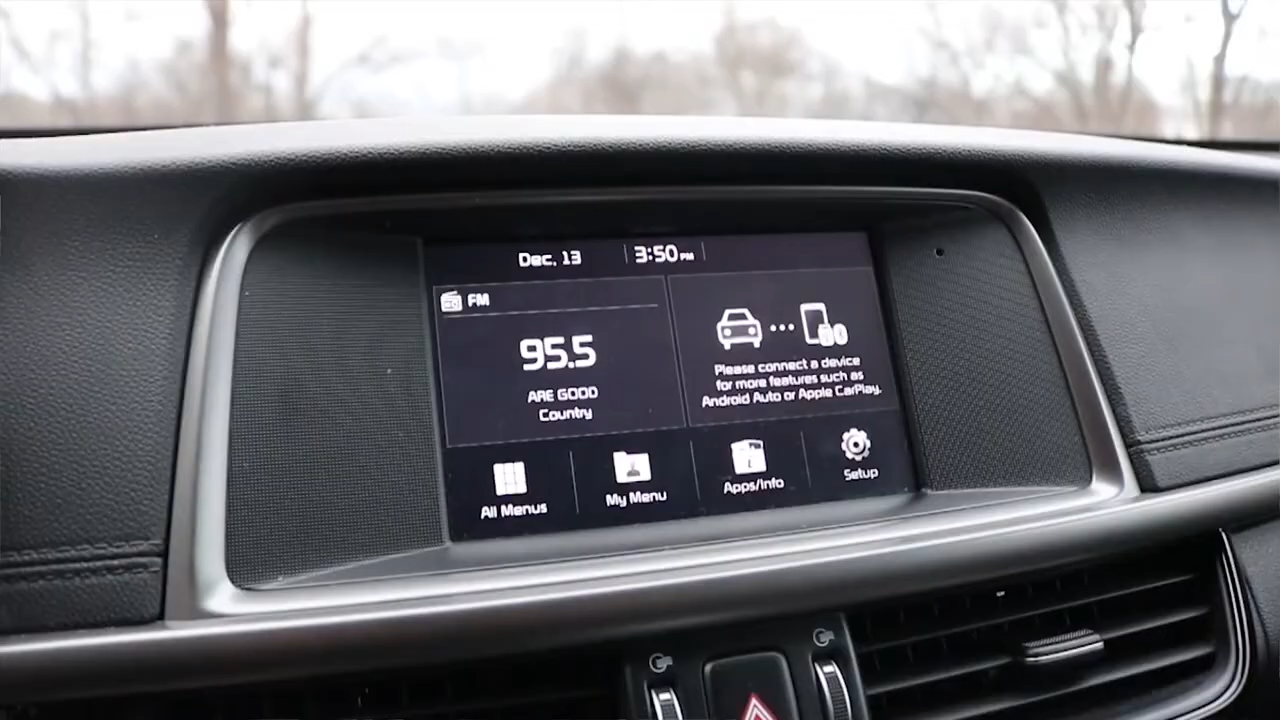 Dec. 13
3:50 PM
FM
95.5
ARE GOOD
Country
Please connect a device
for more features such as
Android Auto or Apple CarPlay.
All Menus
My Menu
Apps/Info
Setup